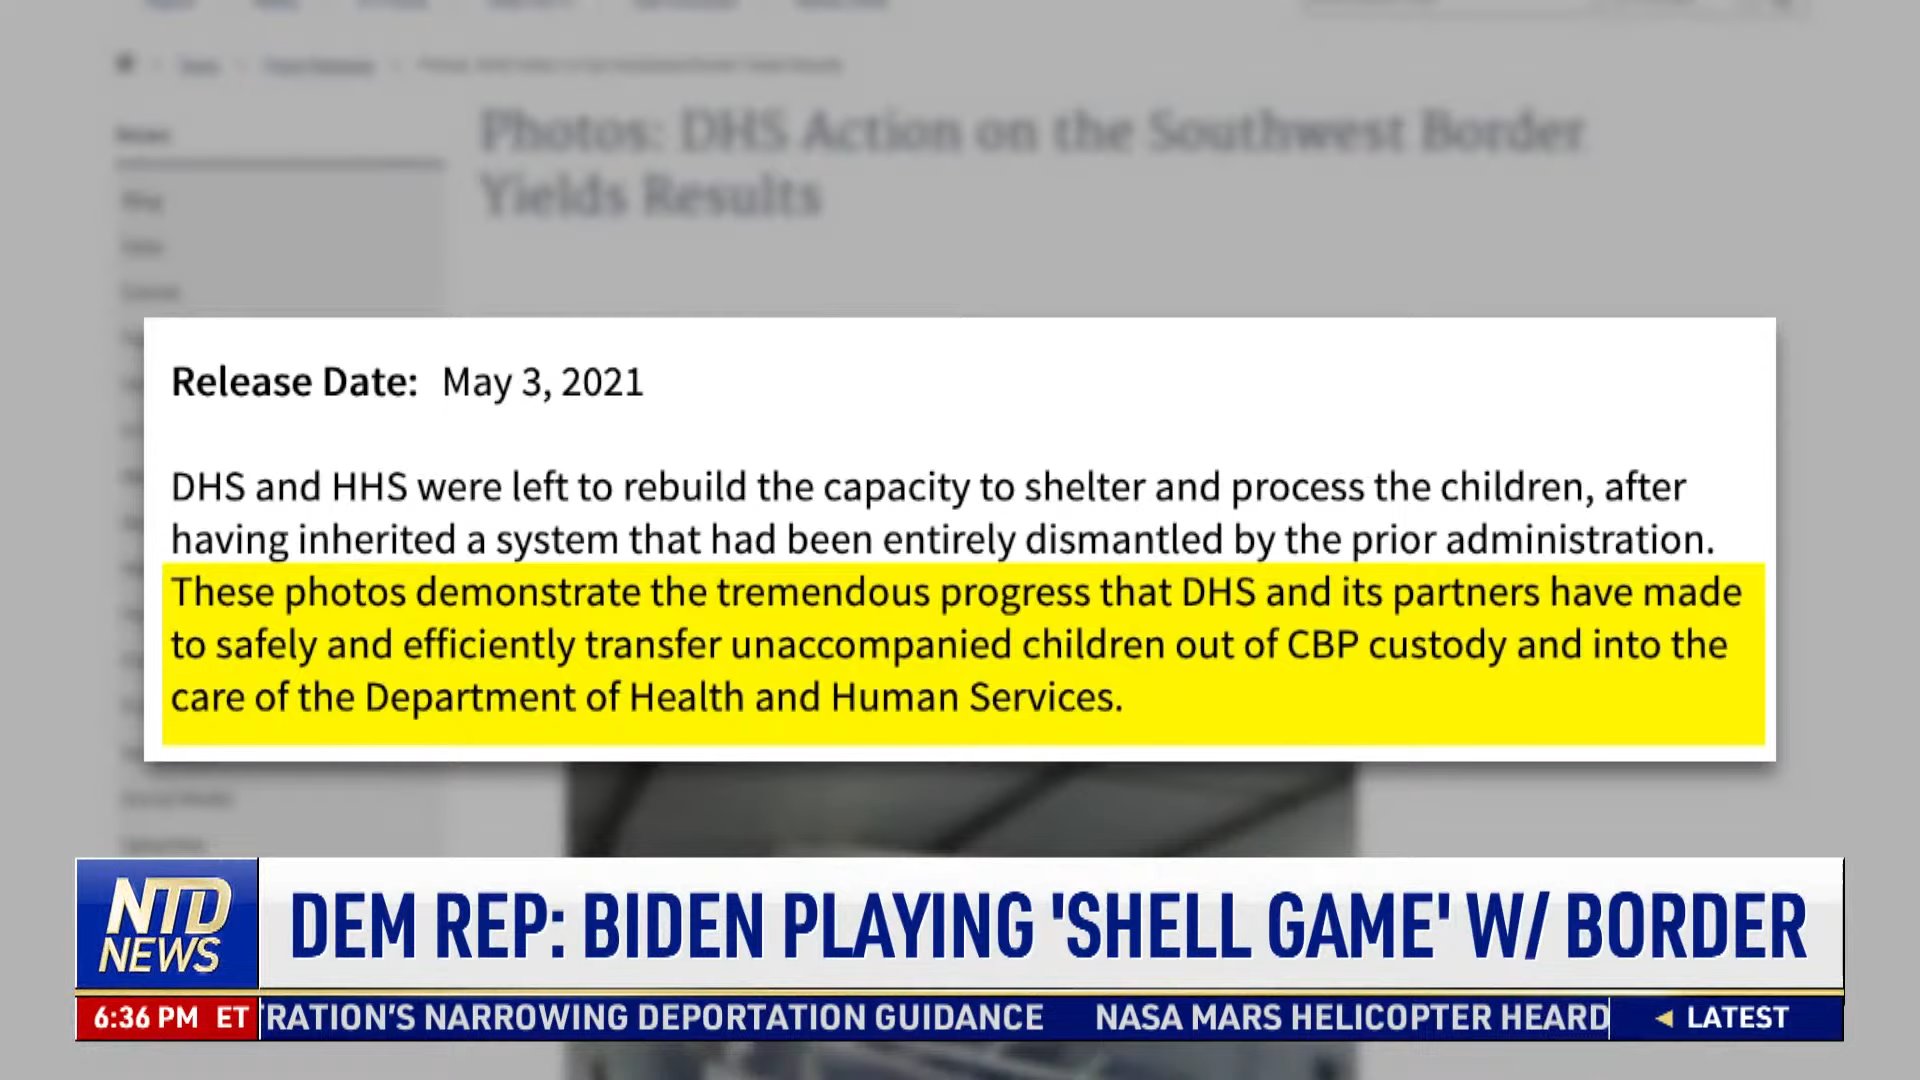 Photos: DHS Action on the Southwest Border
Yields Results
Release Date: May 3, 2021
DHS and HHS were left to rebuild the capacity to shelter and process the children, after
having inherited a system that had been entirely dismantled by the prior administration.
These photos demonstrate the tremendous progress that DHS and its partners have made
to safely and efficiently transfer unaccompanied children out of CBP custody and into the
care of the Department of Health and Human Services.
NTD
NEWS
DEM REP: BIDEN PLAYING 'SHELL GAME' W/ BORDER
6:36 PM ET
TRATION'S NARROWING DEPORTATION GUIDANCE NASA MARS HELICOPTER HEARD
LATEST